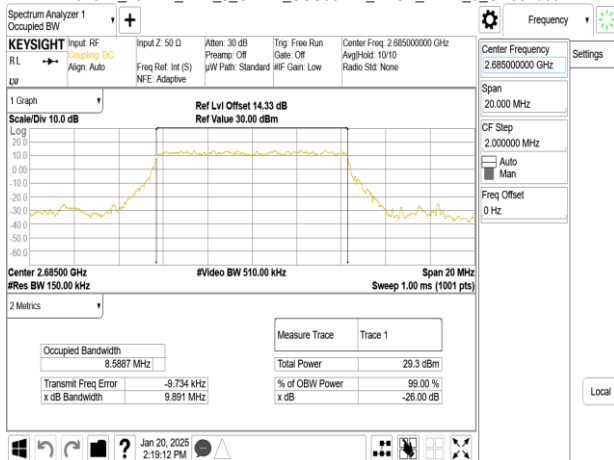 Spectrum Analyzer 1
Occupied BW
Frequency
KEYSIGHT
RL
LXI
Input: RF
Coupling: DC
Align: Auto
Input Z: 50 Ω
Freq Ref: Int (S)
NFE: Adaptive
Atten: 30 dB
Preamp: Off
µW Path: Standard
Trig: Free Run
Gate: Off
#IF Gain: Low
Center Freq: 2.685000000 GHz
Avg|Hold: 10/10
Radio Std: None
Center Frequency
2.685000000 GHz
Settings
Span
20.000 MHz
CF Step
2.000000 MHz
Auto
Man
Freq Offset
0 Hz
Local
1 Graph
Scale/Div 10.0 dB
Ref Lvl Offset 14.33 dB
Ref Value 30.00 dBm
Log
20.0
10.0
0.00
-10.0
-20.0
-30.0
-40.0
-50.0
-60.0
Center 2.68500 GHz
#Video BW 510.00 kHz
Span 20 MHz
#Res BW 150.00 kHz
Sweep 1.00 ms (1001 pts)
2 Metrics
Measure Trace Trace 1
Occupied Bandwidth
8.5887 MHz
Total Power 29.3 dBm
Transmit Freq Error -9.734 kHz
% of OBW Power 99.00 %
x dB Bandwidth 9.891 MHz
x dB -26.00 dB
Jan 20, 2025
2:19:12 PM